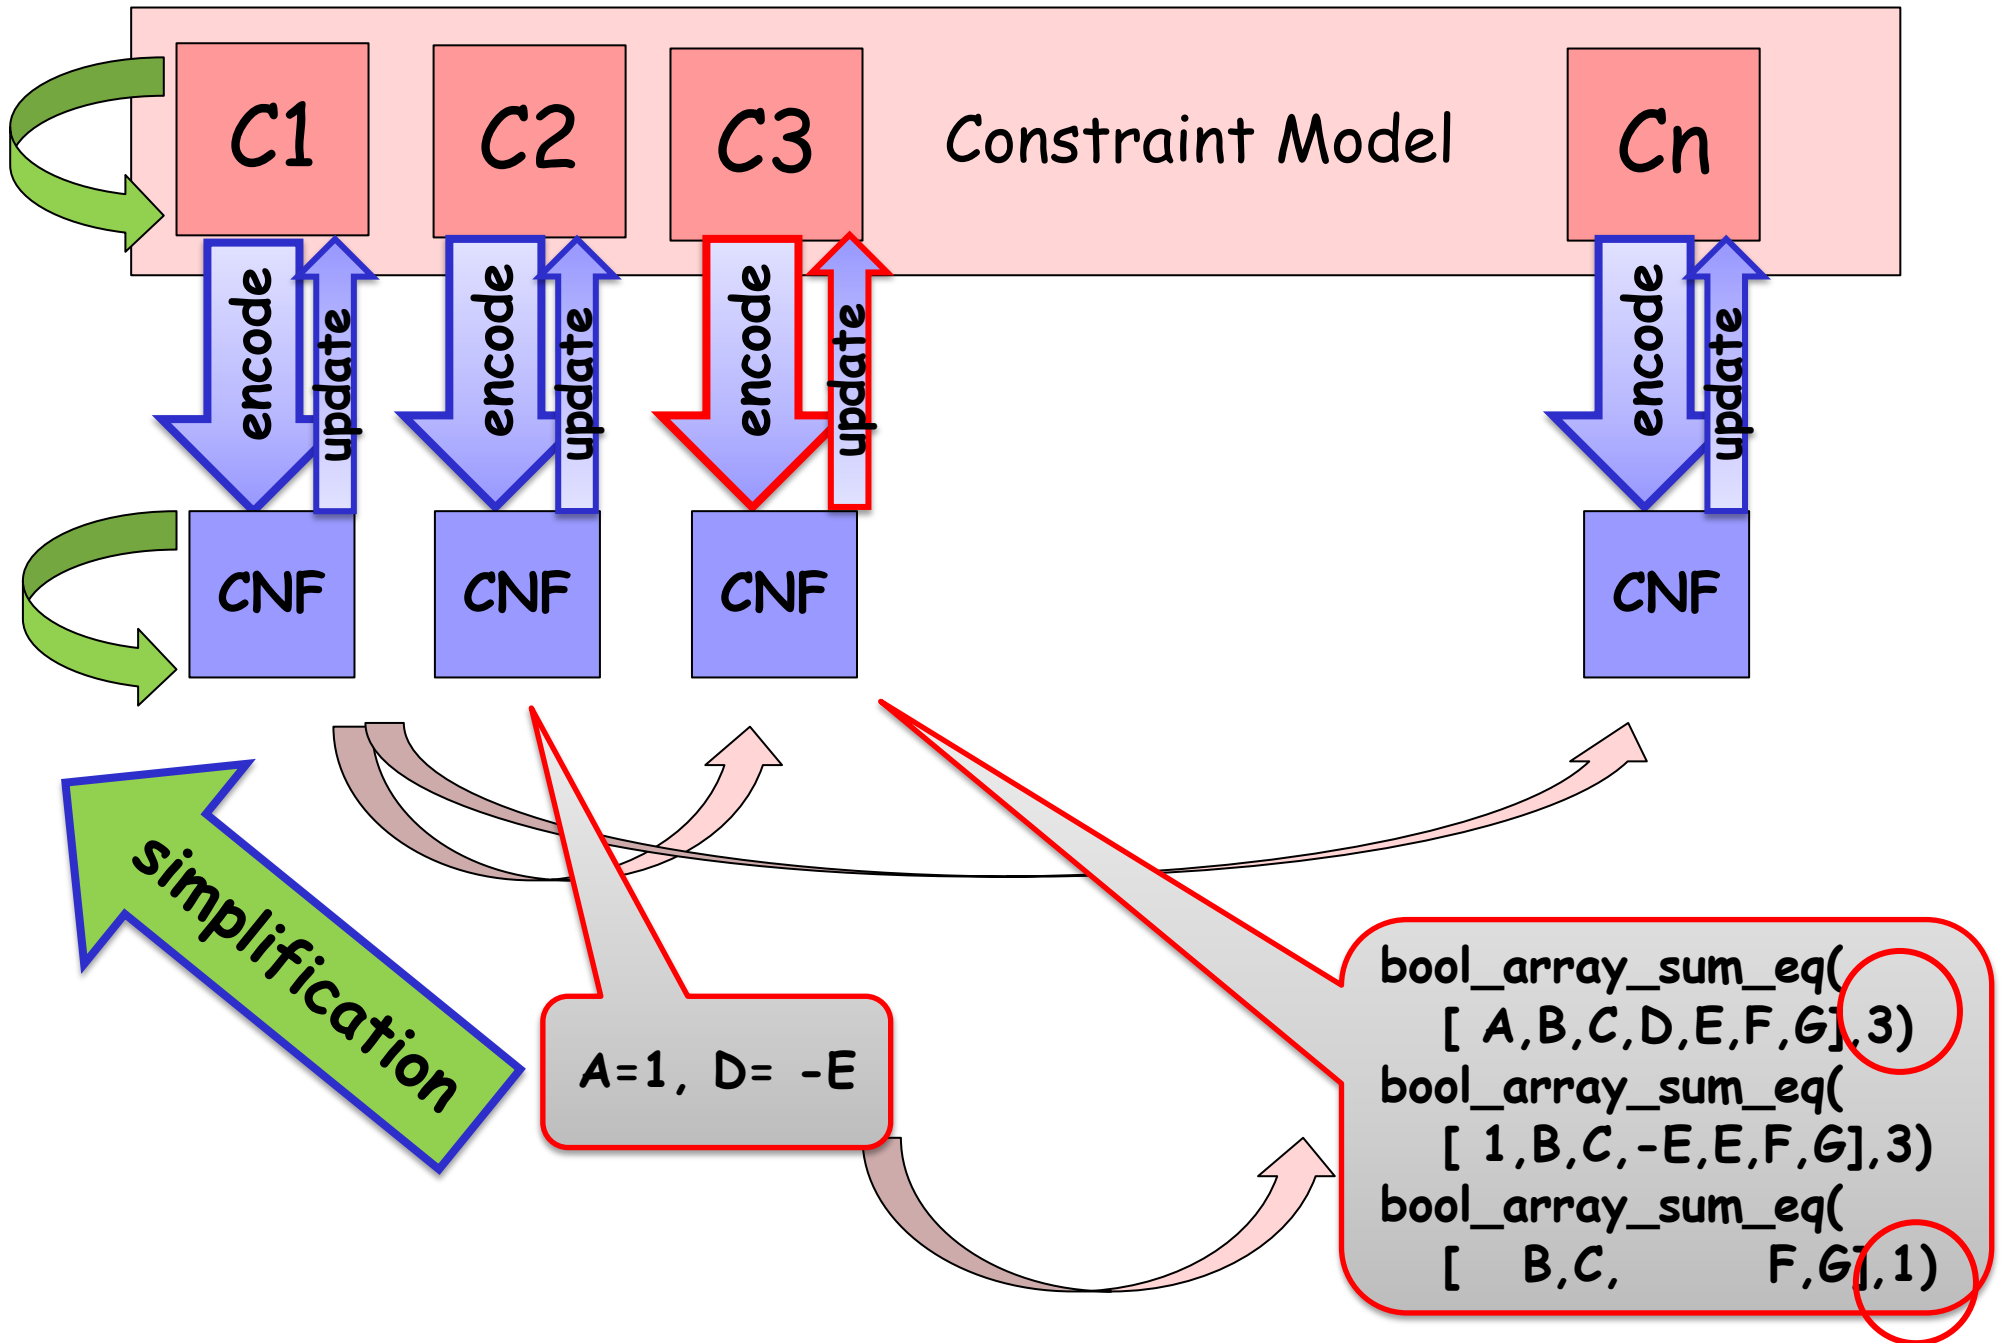 C1
C2
C3
Constraint Model
Cn
encode
update
encode
update
encode
update
encode
update
CNF
CNF
CNF
CNF
simplification
A=1, D= -E
bool_array_sum_eq(
[ A,B,C,D,E,F,G],3)
bool_array_sum_eq(
[ 1,B,C,-E,E,F,G],3)
bool_array_sum_eq(
[ B,C, F,G],1)